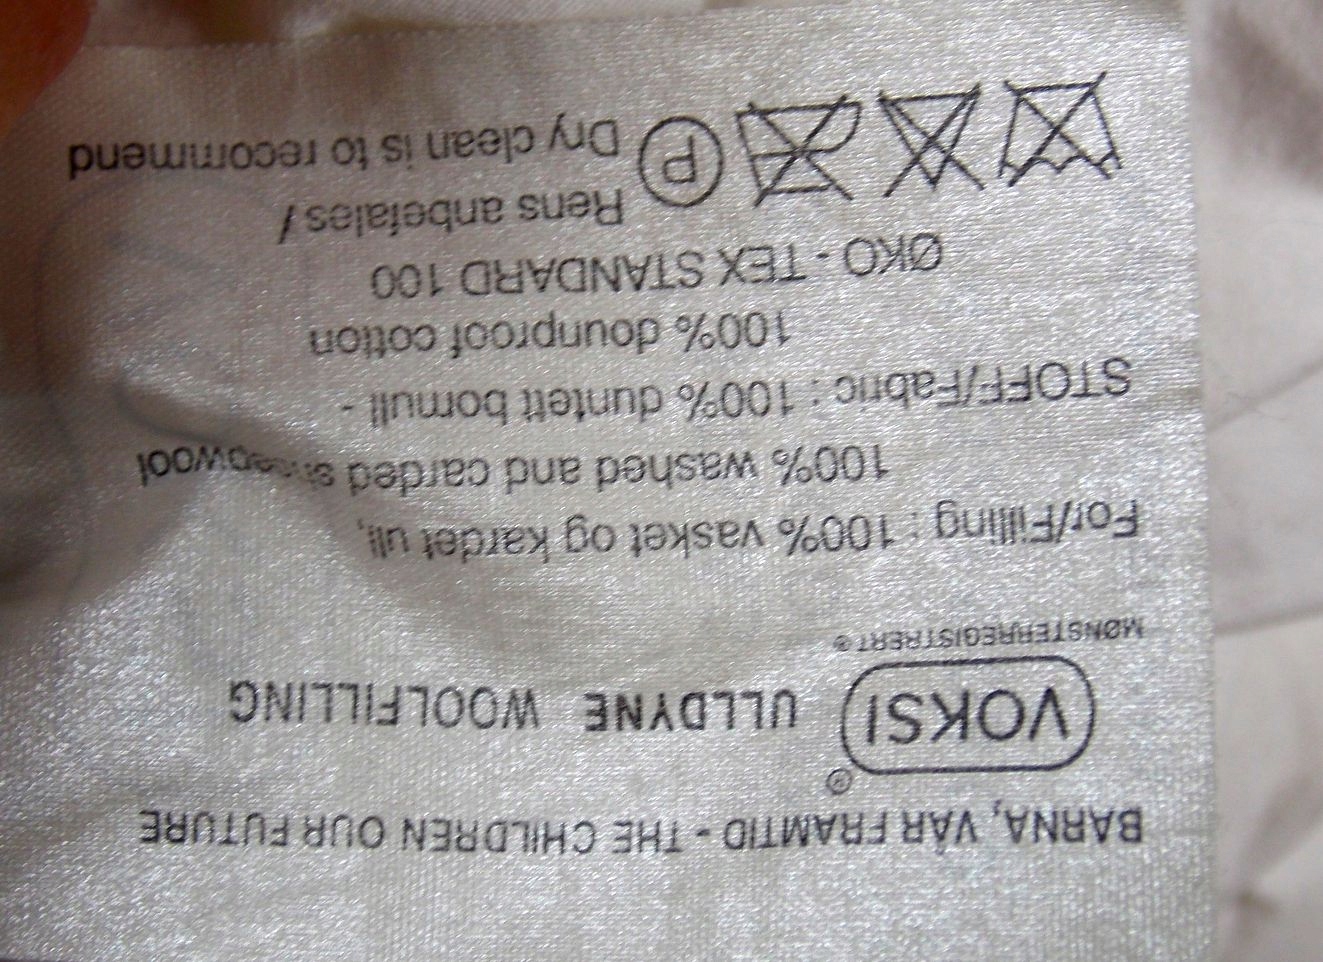 BARNA, VÅR FRAMTID - THE CHILDREN OUR FUTURE
VOKSI® ULLDYNE WOOLFILLING
MØNSTERREGISTRERT ®
For/Filling : 100% vasket og kardet ull,
100% washed and carded sheepwool
STOFF/Fabric : 100% duntett bomull -
100% dounproof cotton
ØKO - TEX STANDARD 100
Rens anbefales /
P Dry clean is to recommend